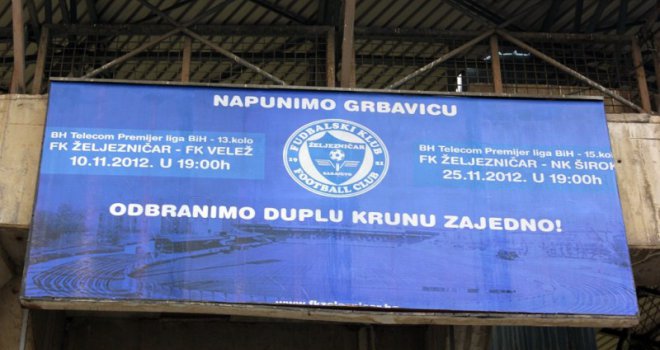 NAPUNIMO GRBAVICU
BH Telecom Premijer liga BiH - 13.kolo
FK ŽELJEZNIČAR - FK VELEŽ
10.11.2012. U 19:00h
FUDBALSKI KLUB
ŽELJEZNIČAR
SARAJEVO
19 21
FOOTBALL CLUB
BH Telecom Premijer liga BiH - 15.kolo
FK ŽELJEZNIČAR - NK ŠIROK
25.11.2012. U 19:00h
ODBRANIMO DUPLU KRUNU ZAJEDNO!